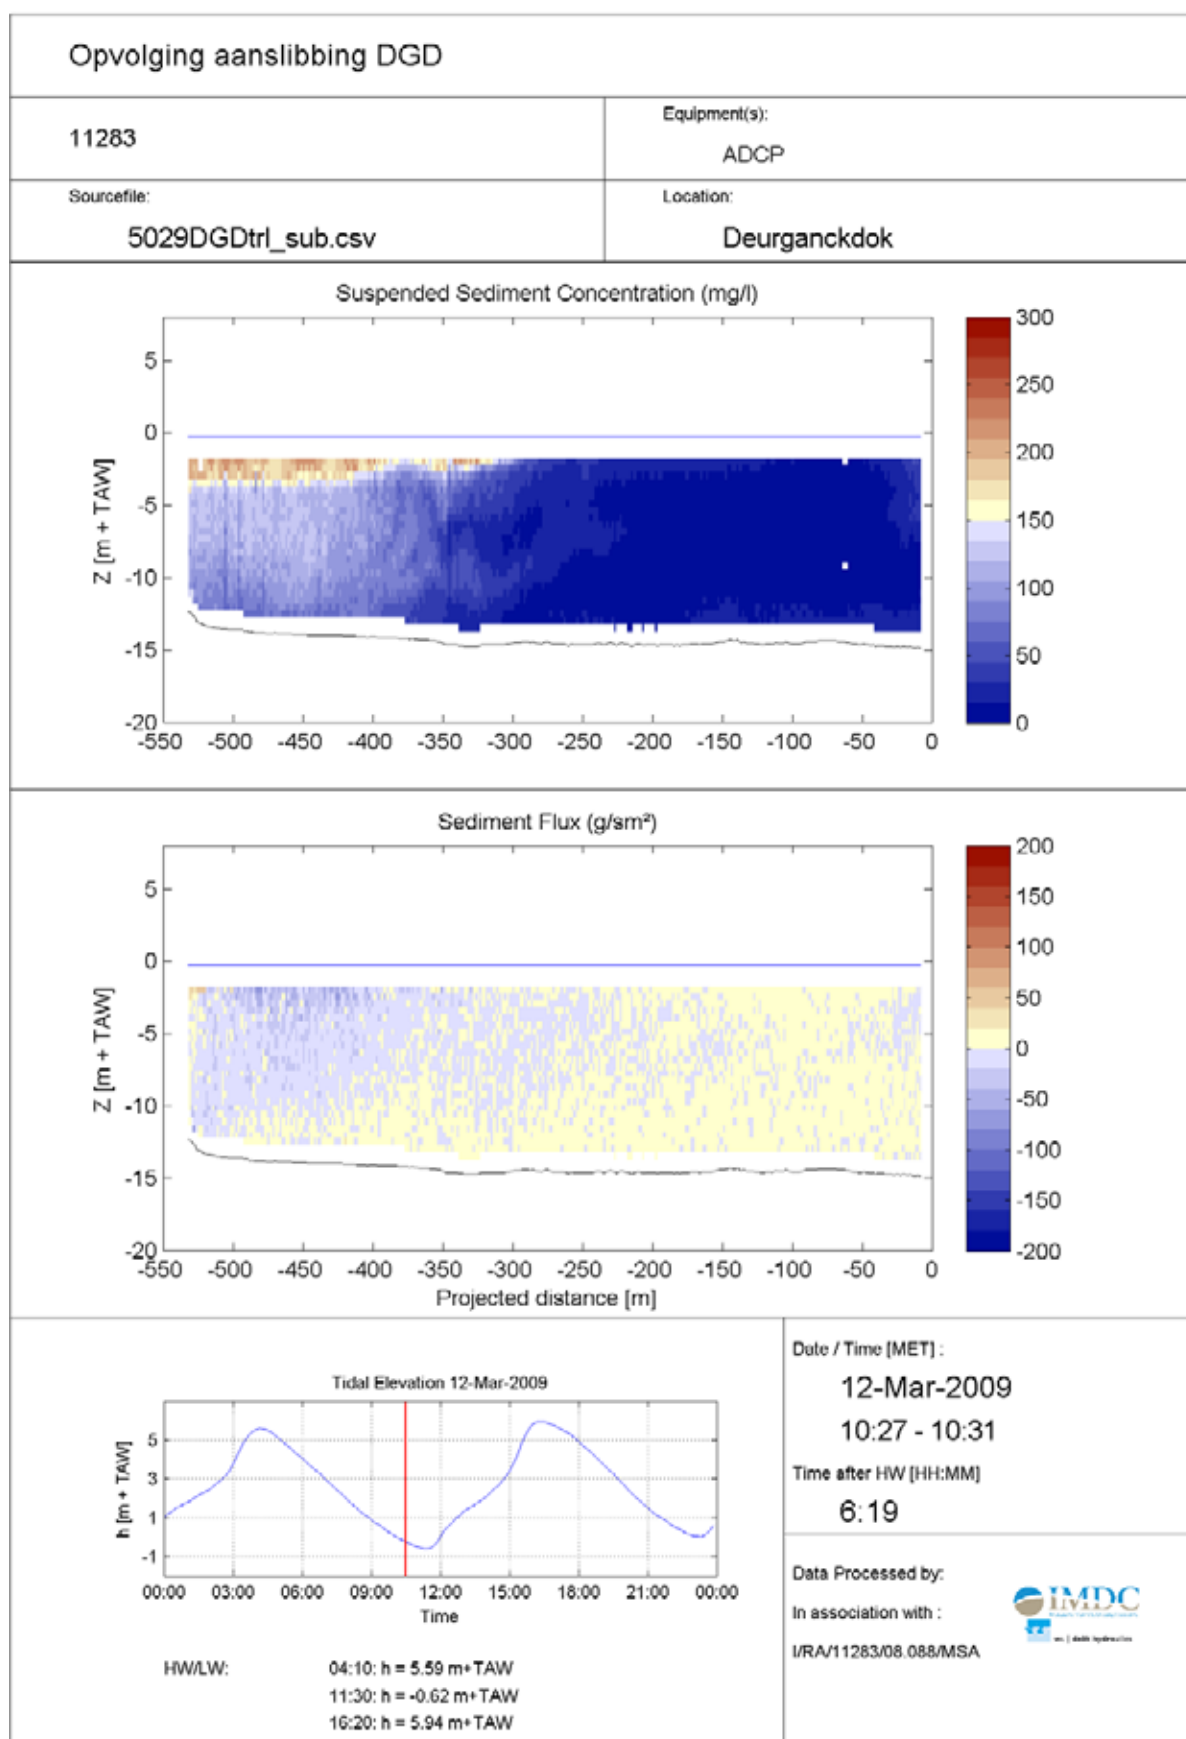 Opvolging aanslibbing DGD
11283
Equipment(s):
ADCP
Sourcefile:
5029DGDtrl_sub.csv
Location:
Deurganckdok
Suspended Sediment Concentration (mg/l)
5
0
-5
-10
-15
-20
Z [m + TAW]
-550 -500 -450 -400 -350 -300 -250 -200 -150 -100 -50 0
300
250
200
150
100
50
0
Sediment Flux (g/sm²)
5
0
-5
-10
-15
-20
Z [m + TAW]
-550 -500 -450 -400 -350 -300 -250 -200 -150 -100 -50 0
Projected distance [m]
200
150
100
50
0
-50
-100
-150
-200
Tidal Elevation 12-Mar-2009
5
3
1
-1
h [m + TAW]
00:00 03:00 06:00 09:00 12:00 15:00 18:00 21:00 00:00
Time
HW/LW:
04:10: h = 5.59 m+TAW
11:30: h = -0.62 m+TAW
16:20: h = 5.94 m+TAW
Date / Time [MET] :
12-Mar-2009
10:27 - 10:31
Time after HW [HH:MM]
6:19
Data Processed by:
In association with :
I/RA/11283/08.088/MSA
IMDC
wl | delft hydraulics